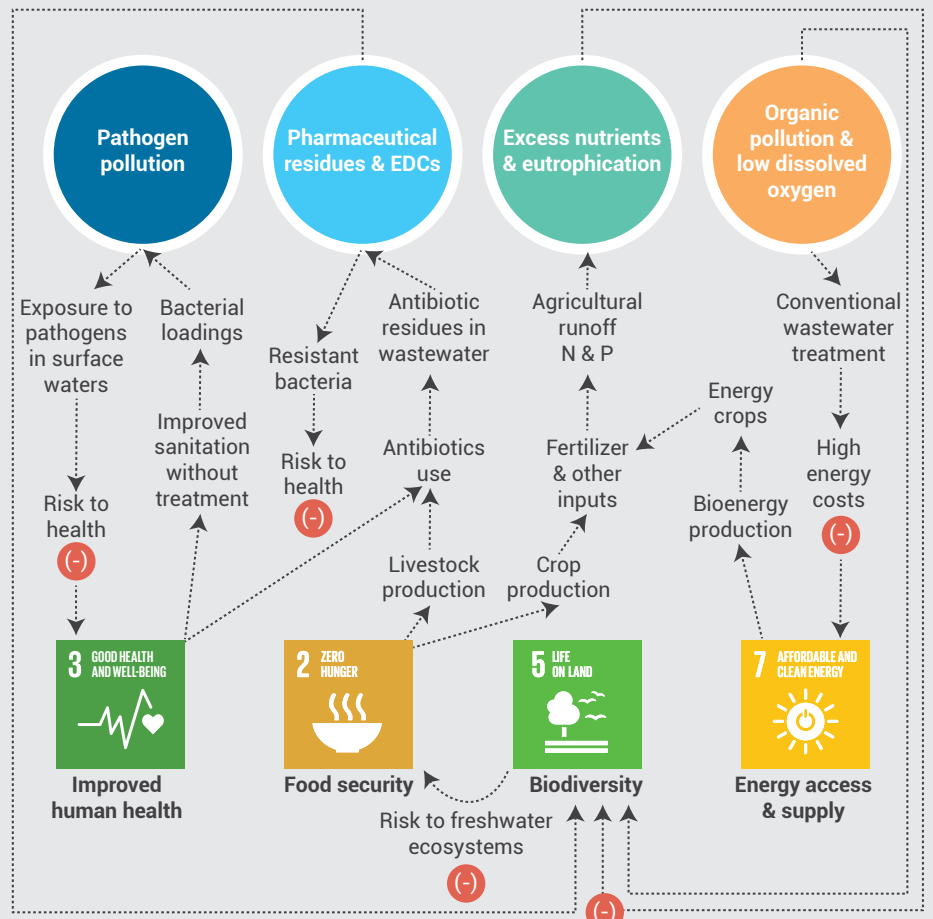 Pathogen
pollution
Pharmaceutical
residues & EDCs
Excess nutrients
& eutrophication
Organic
pollution &
low dissolved
oxygen
Exposure to
pathogens
in surface
waters
Bacterial
loadings
Resistant
bacteria
Antibiotic
residues in
wastewater
Agricultural
runoff
N & P
Conventional
wastewater
treatment
Energy
crops
Improved
sanitation
without
treatment
Risk to
health
(-)
Risk to
health
(-)
Antibiotics
use
Fertilizer
& other
inputs
Bioenergy
production
High
energy
costs
(-)
Livestock
production
Crop
production
3 GOOD HEALTH
AND WELL-BEING
Improved
human health
2 ZERO
HUNGER
Food security
5 LIFE
ON LAND
Biodiversity
7 AFFORDABLE AND
CLEAN ENERGY
Energy access
& supply
Risk to freshwater
ecosystems
(-)
(-)